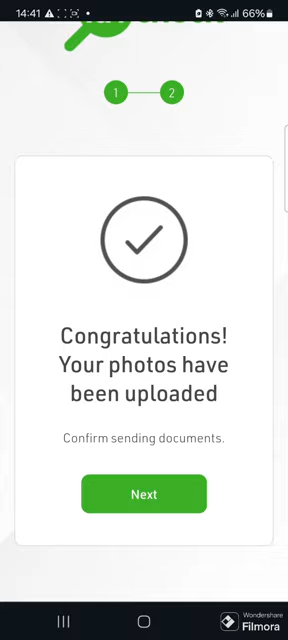 14:41
66%
1
2
Congratulations!
Your photos have
been uploaded
Confirm sending documents.
Next
Wondershare
Filmora